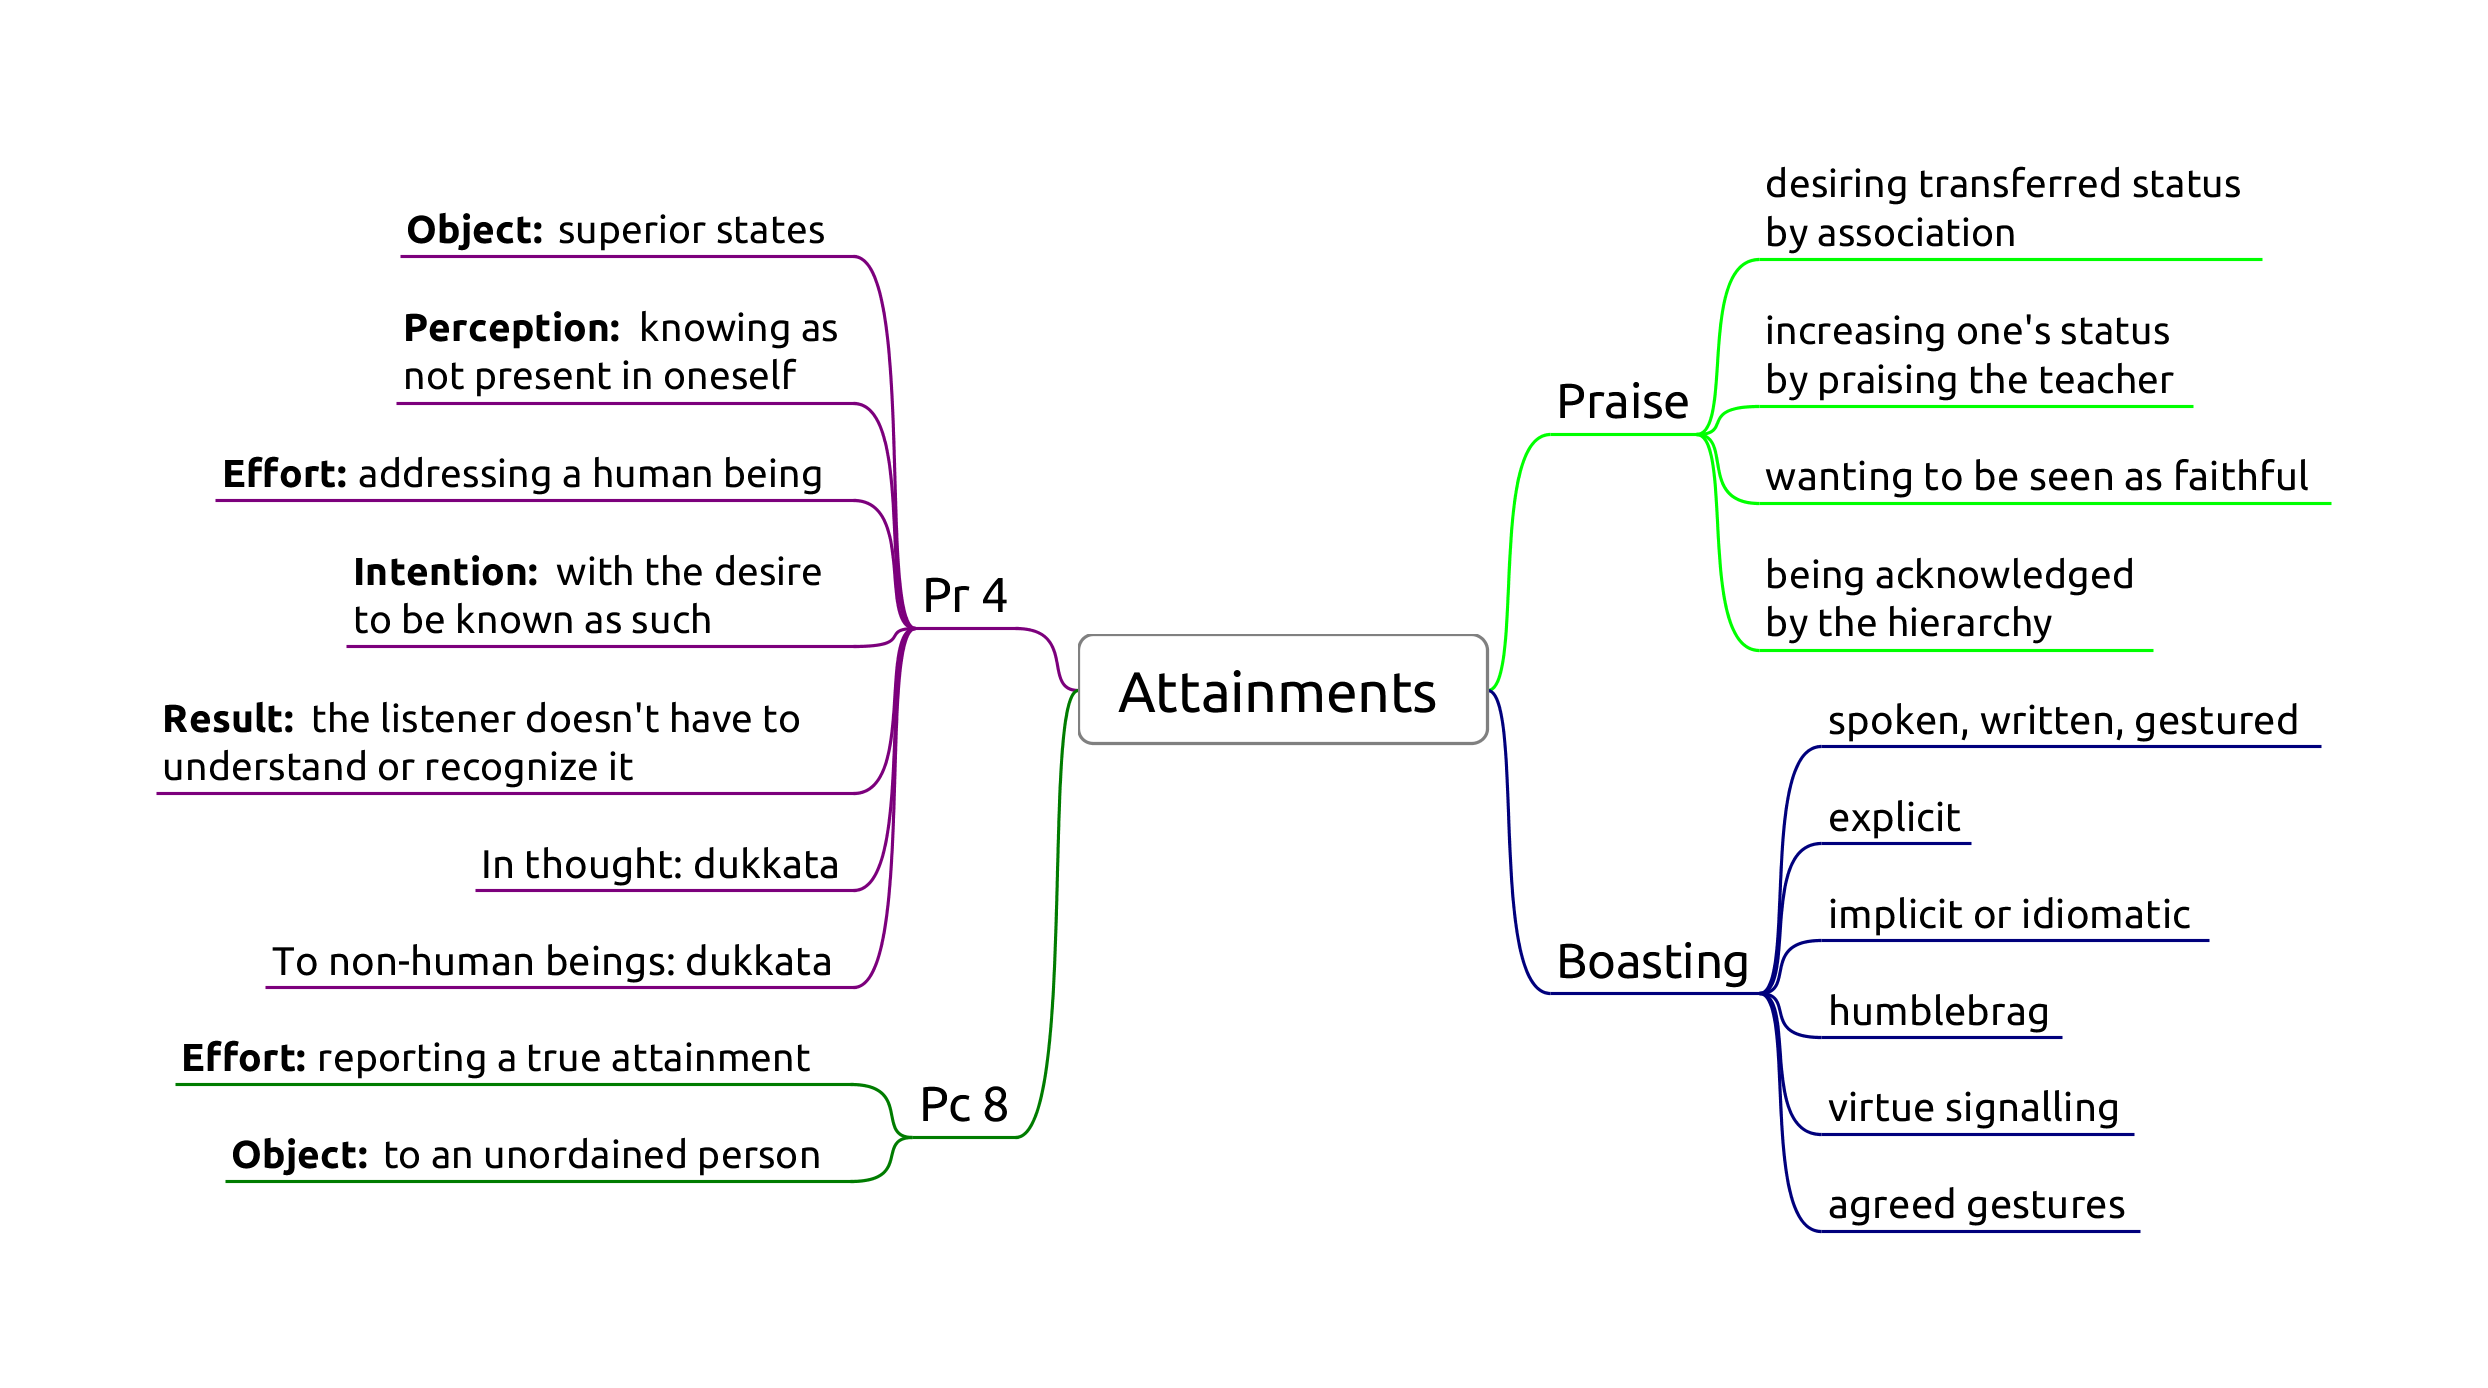 Attainments
Pr 4
Object: superior states
Perception: knowing as
not present in oneself
Effort: addressing a human being
Intention: with the desire
to be known as such
Result: the listener doesn't have to
understand or recognize it
In thought: dukkata
To non-human beings: dukkata
Pc 8
Effort: reporting a true attainment
Object: to an unordained person
Praise
desiring transferred status
by association
increasing one's status
by praising the teacher
wanting to be seen as faithful
being acknowledged
by the hierarchy
Boasting
spoken, written, gestured
explicit
implicit or idiomatic
humblebrag
virtue signalling
agreed gestures